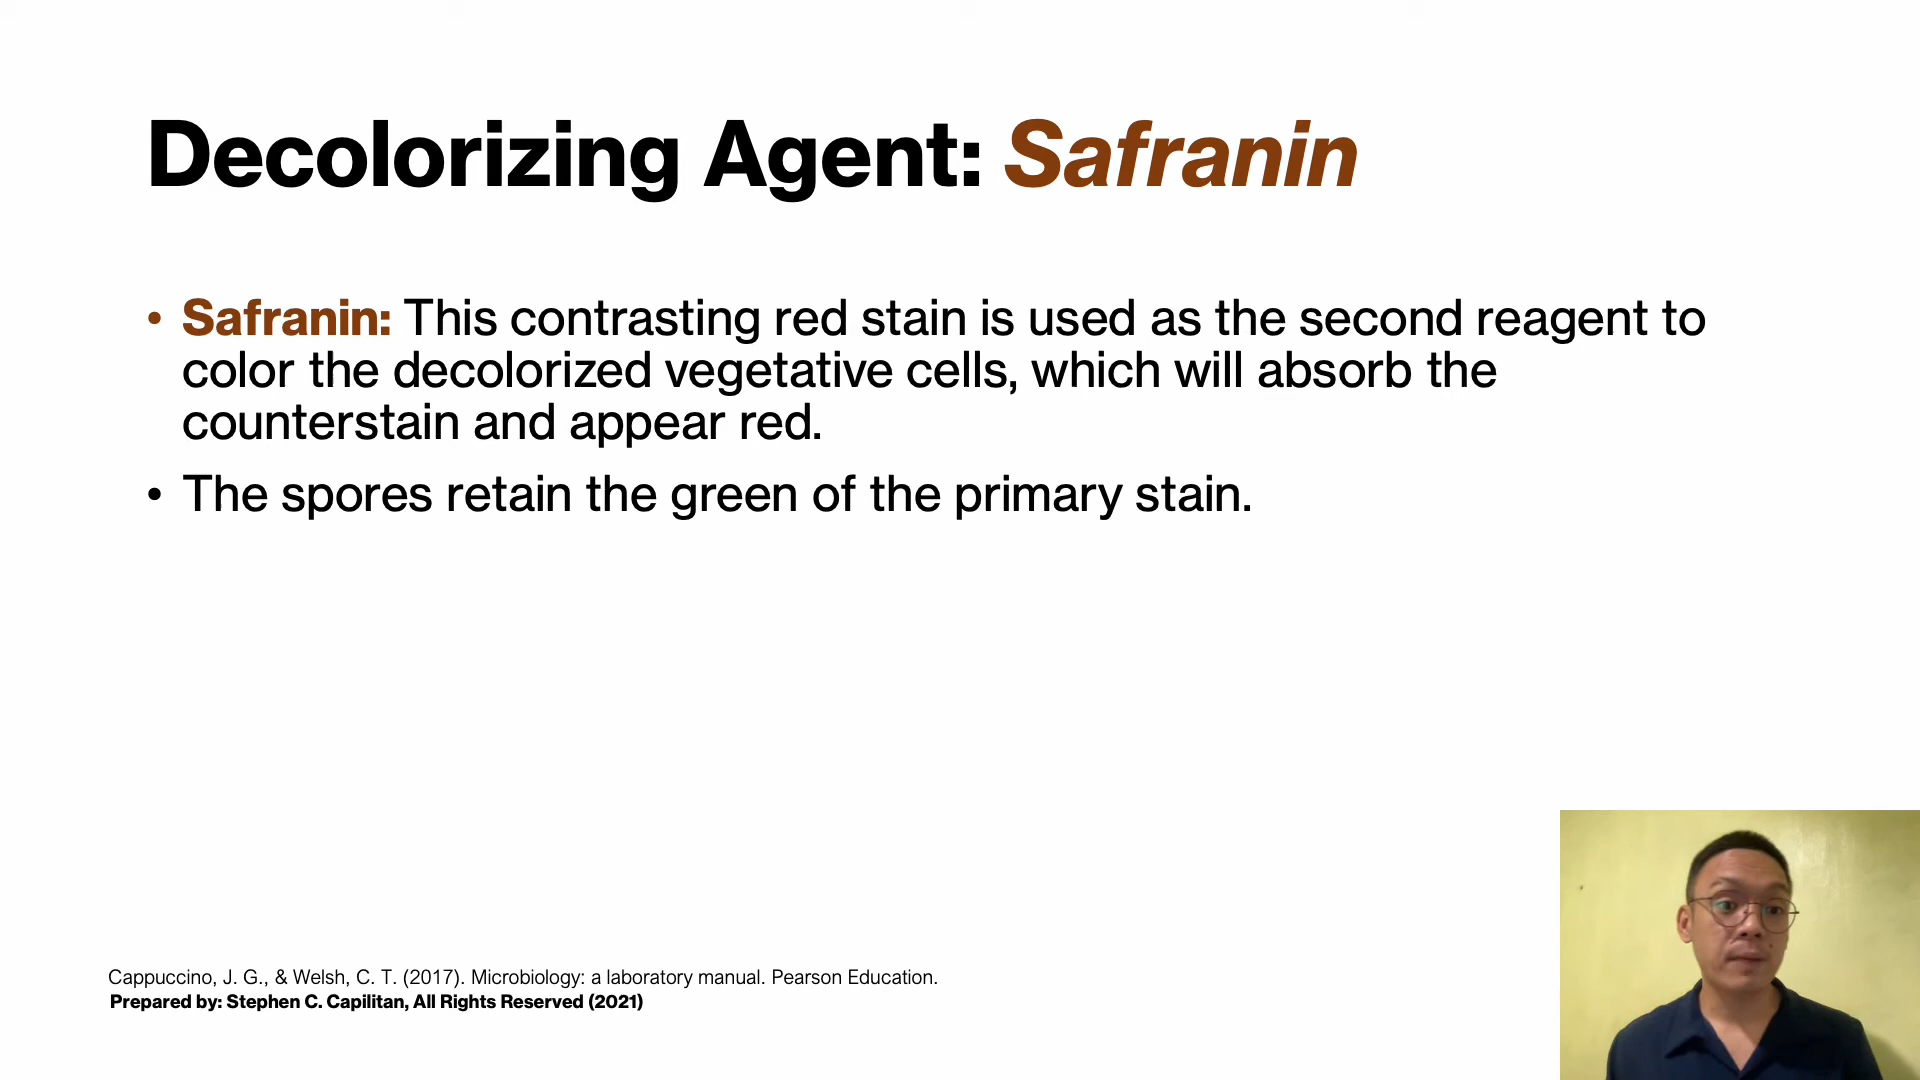 Decolorizing Agent: Safranin
• Safranin: This contrasting red stain is used as the second reagent to
color the decolorized vegetative cells, which will absorb the
counterstain and appear red.
• The spores retain the green of the primary stain.
Cappuccino, J. G., & Welsh, C. T. (2017). Microbiology: a laboratory manual. Pearson Education.
Prepared by: Stephen C. Capilitan, All Rights Reserved (2021)